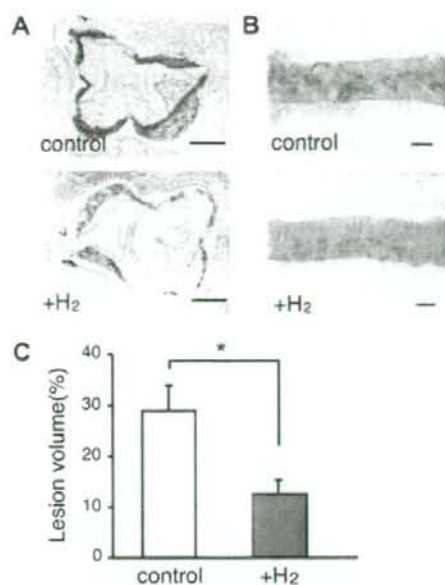 A
control
+H2
B
control
+H2
C
*
Lesion volume(%)
40
30
20
10
0
control
+H2